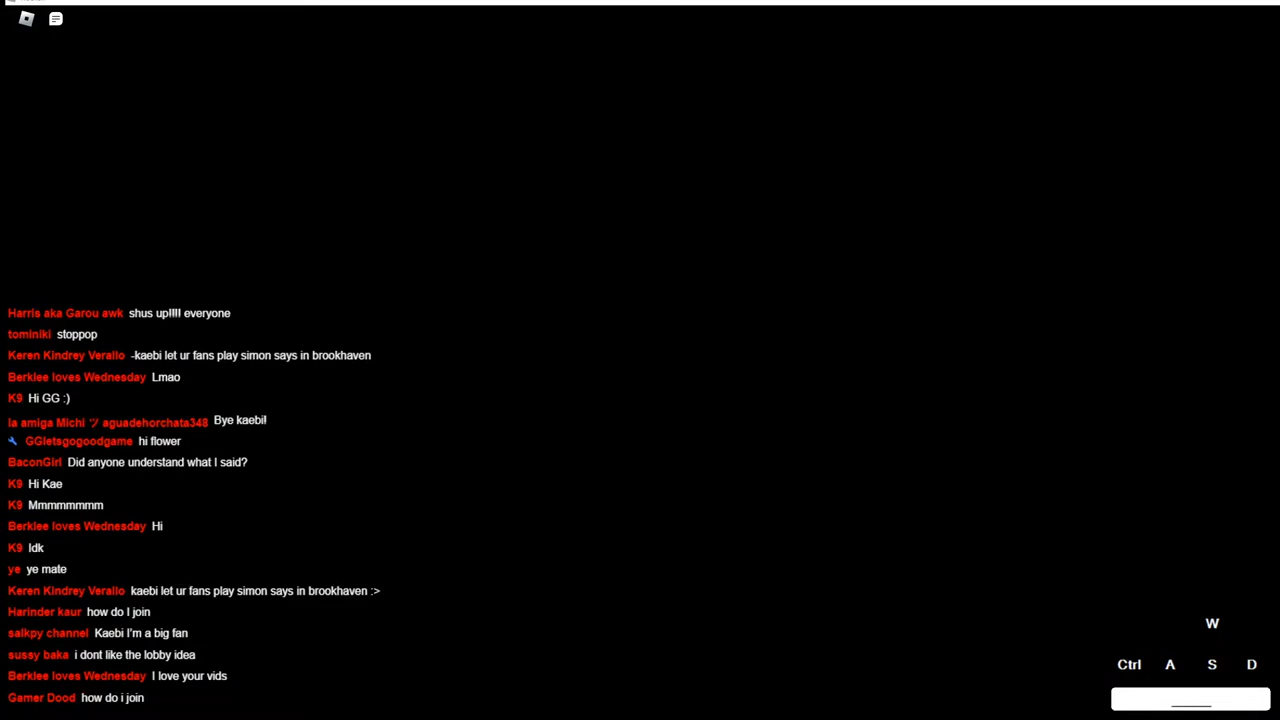 Harris aka Garou awk shus up!!!! everyone
tominiki stoppop
Keren Kindrey Verallo -kaebi let ur fans play simon says in brookhaven
Berklee loves Wednesday Lmao
K9 Hi GG :)
la amiga Michi ツ aguadehorchata348 Bye kaebi!
GGletsgogoodgame hi flower
BaconGirl Did anyone understand what I said?
K9 Hi Kae
K9 Mmmmmmmm
Berklee loves Wednesday Hi
K9 Idk
ye ye mate
Keren Kindrey Verallo kaebi let ur fans play simon says in brookhaven :>
Harinder kaur how do I join
salkpy channel Kaebi I'm a big fan
sussy baka i dont like the lobby idea
Berklee loves Wednesday I love your vids
Gamer Dood how do i join
W
Ctrl A S D